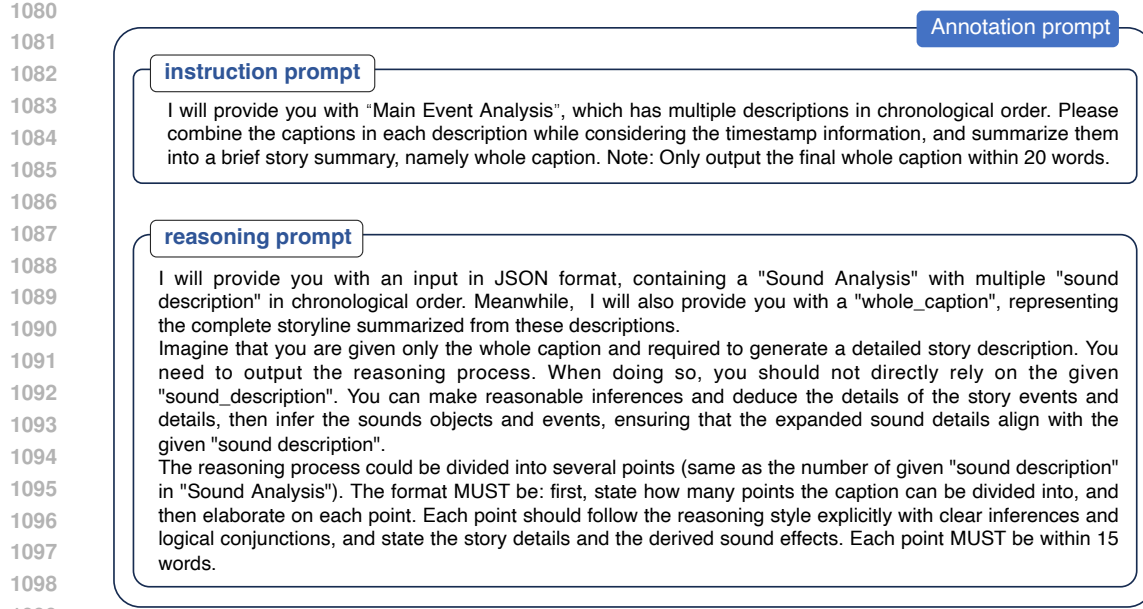 1080
1081
1082
1083
1084
1085
1086
1087
1088
1089
1090
1091
1092
1093
1094
1095
1096
1097
1098
Annotation prompt
instruction prompt
I will provide you with “Main Event Analysis”, which has multiple descriptions in chronological order. Please
combine the captions in each description while considering the timestamp information, and summarize them
into a brief story summary, namely whole caption. Note: Only output the final whole caption within 20 words.
reasoning prompt
I will provide you with an input in JSON format, containing a "Sound Analysis" with multiple "sound
description" in chronological order. Meanwhile, I will also provide you with a "whole_caption", representing
the complete storyline summarized from these descriptions.
Imagine that you are given only the whole caption and required to generate a detailed story description. You
need to output the reasoning process. When doing so, you should not directly rely on the given
"sound_description". You can make reasonable inferences and deduce the details of the story events and
details, then infer the sounds objects and events, ensuring that the expanded sound details align with the
given "sound description".
The reasoning process could be divided into several points (same as the number of given "sound description"
in "Sound Analysis"). The format MUST be: first, state how many points the caption can be divided into, and
then elaborate on each point. Each point should follow the reasoning style explicitly with clear inferences and
logical conjunctions, and state the story details and the derived sound effects. Each point MUST be within 15
words.